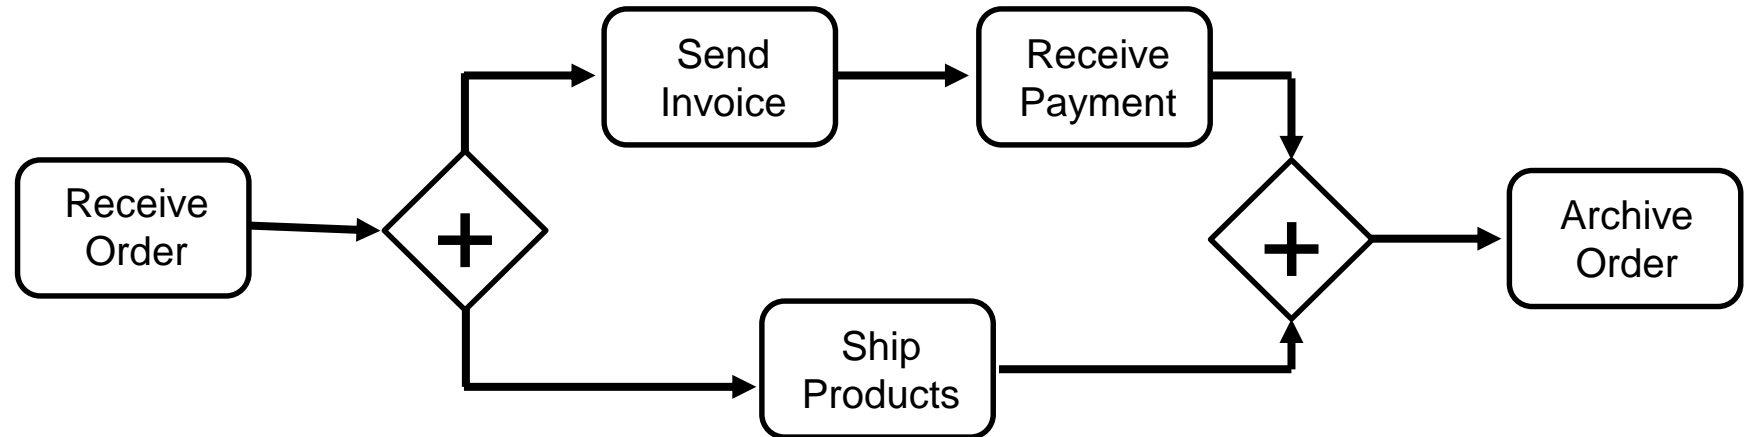 Send
Invoice
Receive
Payment
Receive
Order
+
+
Archive
Order
Ship
Products